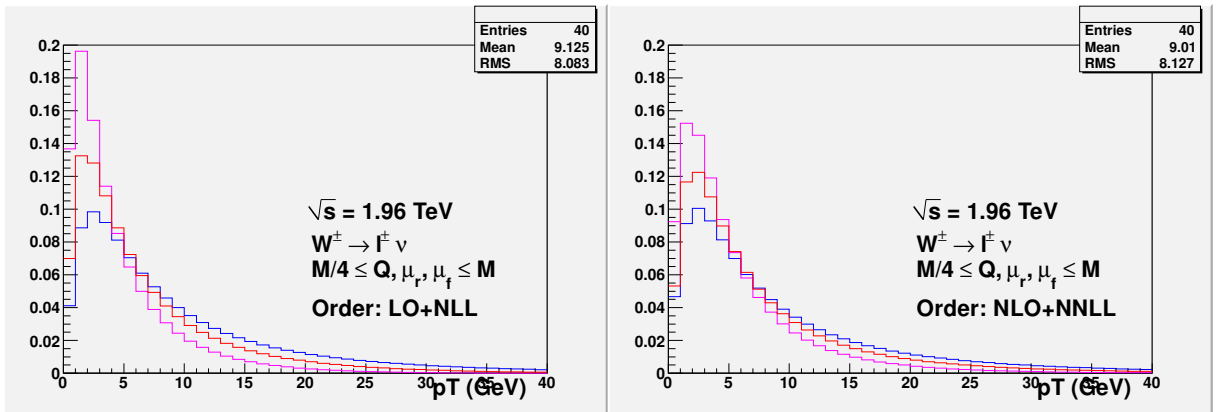 Entries 40
Mean 9.125
RMS 8.083
0.2
0.18
0.16
0.14
0.12
0.1
0.08
0.06
0.04
0.02
0
√s = 1.96 TeV
W± → l± ν
M/4 ≤ Q, μr, μf ≤ M
Order: LO+NLL
0 5 10 15 20 25 30 35 40
pT (GeV)
Entries 40
Mean 9.01
RMS 8.127
0.2
0.18
0.16
0.14
0.12
0.1
0.08
0.06
0.04
0.02
0
√s = 1.96 TeV
W± → l± ν
M/4 ≤ Q, μr, μf ≤ M
Order: NLO+NNLL
0 5 10 15 20 25 30 35 40
pT (GeV)